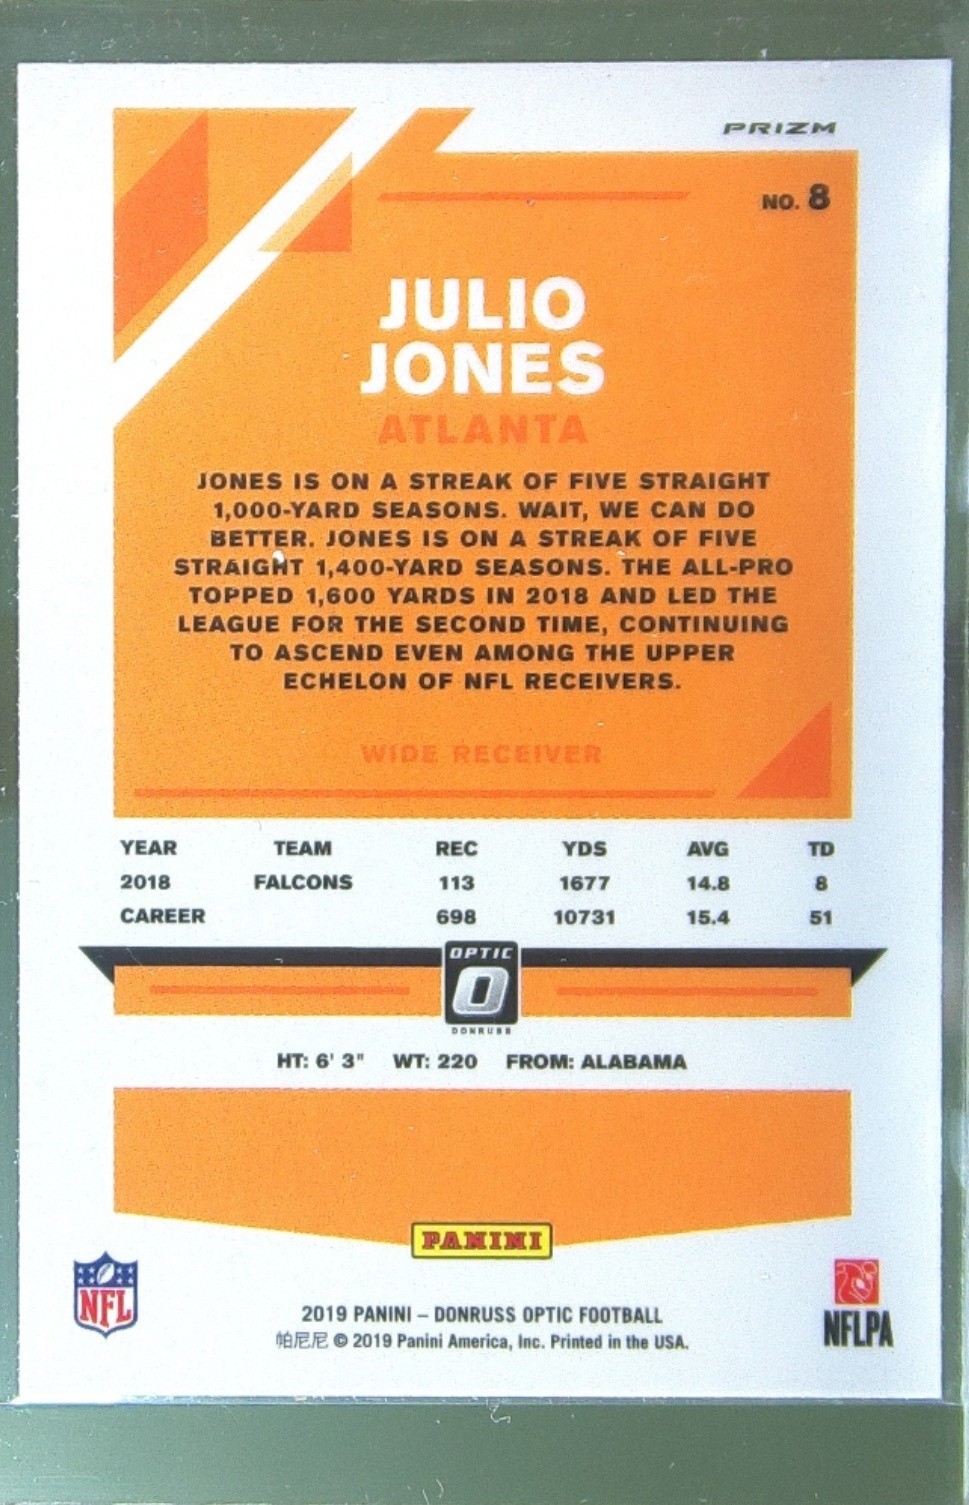 PRIZM
NO. 8
JULIO
JONES
ATLANTA
JONES IS ON A STREAK OF FIVE STRAIGHT
1,000-YARD SEASONS. WAIT, WE CAN DO
BETTER. JONES IS ON A STREAK OF FIVE
STRAIGHT 1,400-YARD SEASONS. THE ALL-PRO
TOPPED 1,600 YARDS IN 2018 AND LED THE
LEAGUE FOR THE SECOND TIME, CONTINUING
TO ASCEND EVEN AMONG THE UPPER
ECHELON OF NFL RECEIVERS.
WIDE RECEIVER
YEAR TEAM REC YDS AVG TD
2018 FALCONS 113 1677 14.8 8
CAREER 698 10731 15.4 51
OPTIC
O
DONRUSS
HT: 6' 3" WT: 220 FROM: ALABAMA
PANINI
NFL
2019 PANINI – DONRUSS OPTIC FOOTBALL
帕尼尼 © 2019 Panini America, Inc. Printed in the USA.
NFLPA